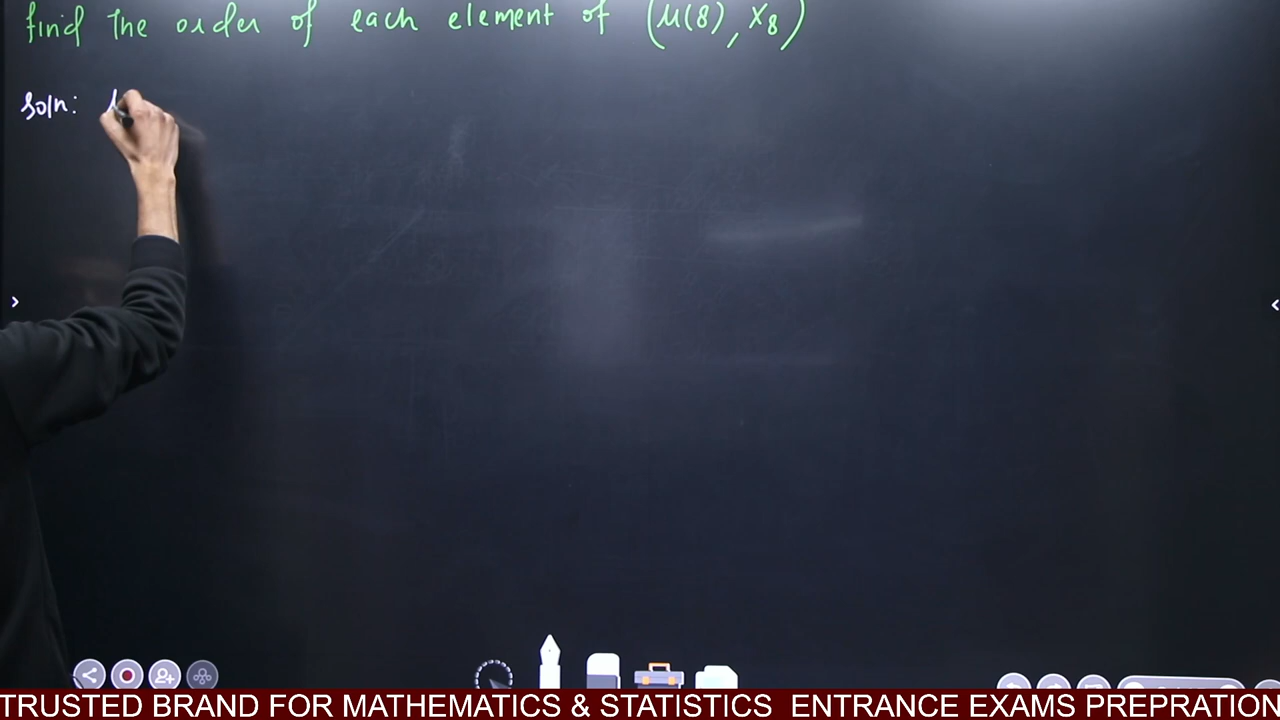 find The order of each element of (μ(8), x₈)
Soln:
TRUSTED BRAND FOR MATHEMATICS & STATISTICS ENTRANCE EXAMS PREPRATION